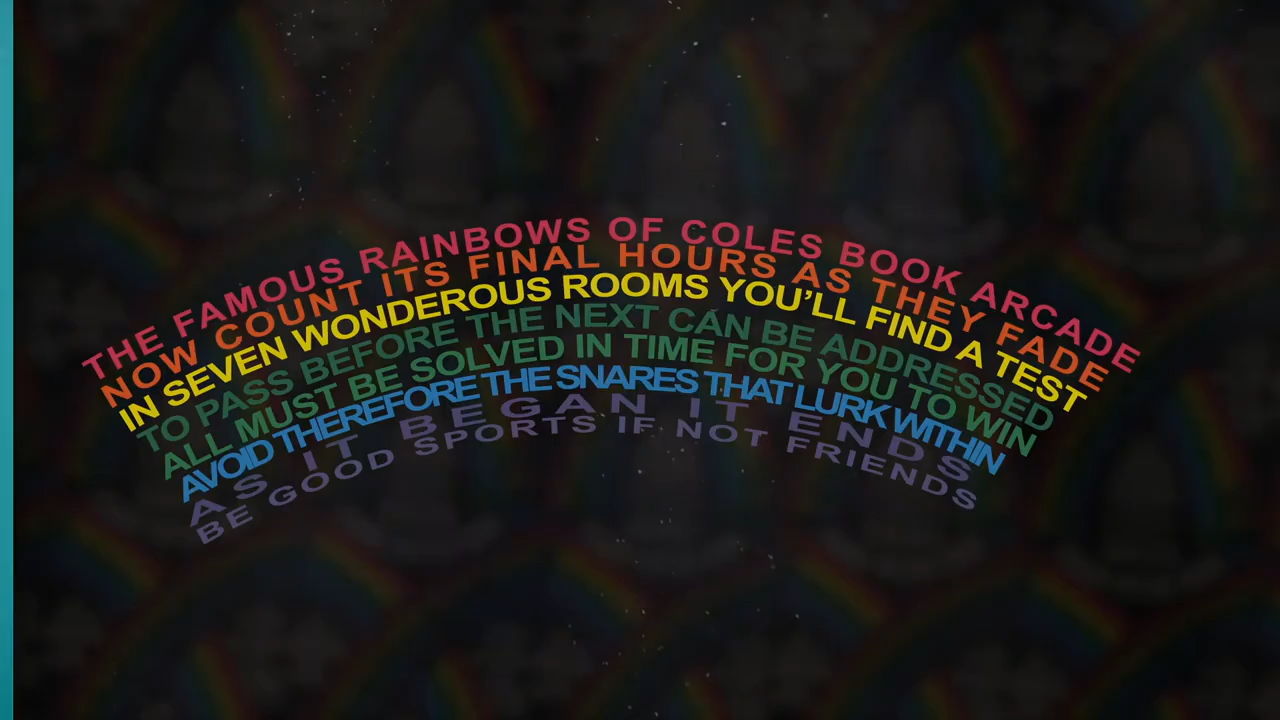 THE FAMOUS RAINBOWS OF COLES BOOK ARCADE
NOW COUNT ITS FINAL HOURS AS THEY FADE
IN SEVEN WONDEROUS ROOMS YOU'LL FIND A TEST
TO PASS BEFORE THE NEXT CAN BE ADDRESSED
ALL MUST BE SOLVED IN TIME FOR YOU TO WIN
AVOID THEREFORE THE SNARES THAT LURK WITHIN
AS IT BEGAN IT ENDS
BE GOOD SPORTS IF NOT FRIENDS